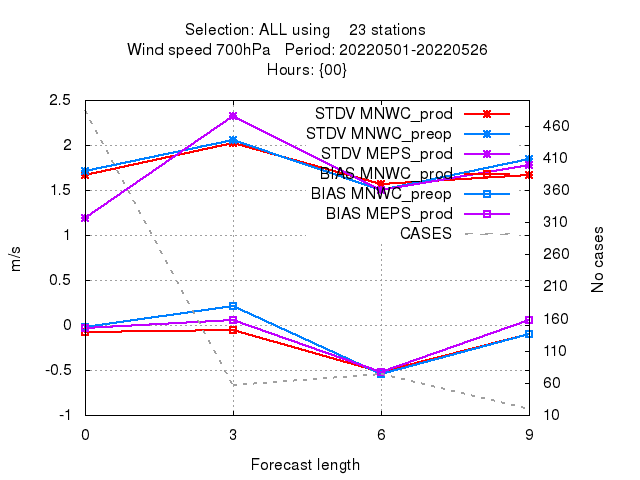 Selection: ALL using 23 stations
Wind speed 700hPa Period: 20220501-20220526
Hours: {00}
STDV MNWC_prod
STDV MNWC_preop
STDV MEPS_prod
BIAS MNWC_prod
BIAS MNWC_preop
BIAS MEPS_prod
CASES
2.5
2
1.5
1
0.5
0
-0.5
-1
m/s
460
410
360
310
260
210
160
110
60
10
No cases
0 3 6 9
Forecast length